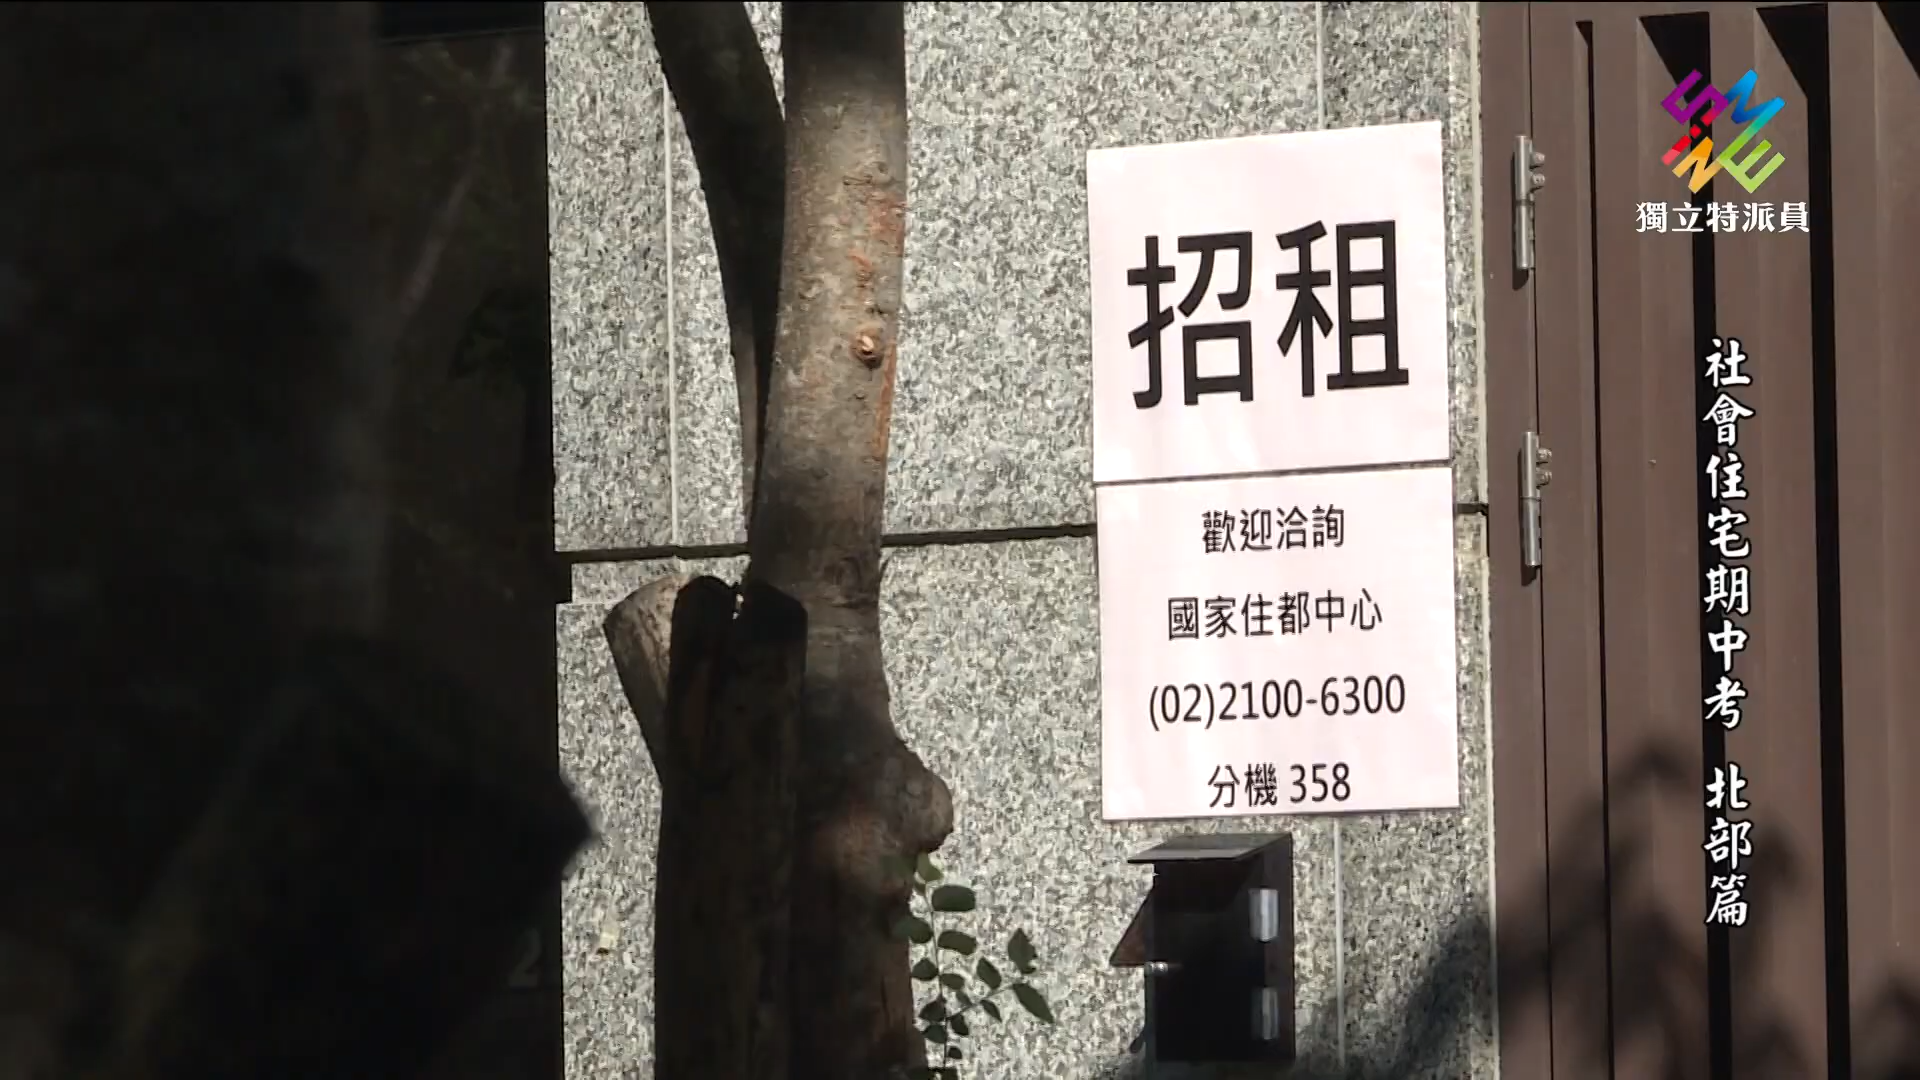 招租
歡迎洽詢
國家住都中心
(02)2100-6300
分機 358
獨立特派員
社會住宅期中考 北部篇